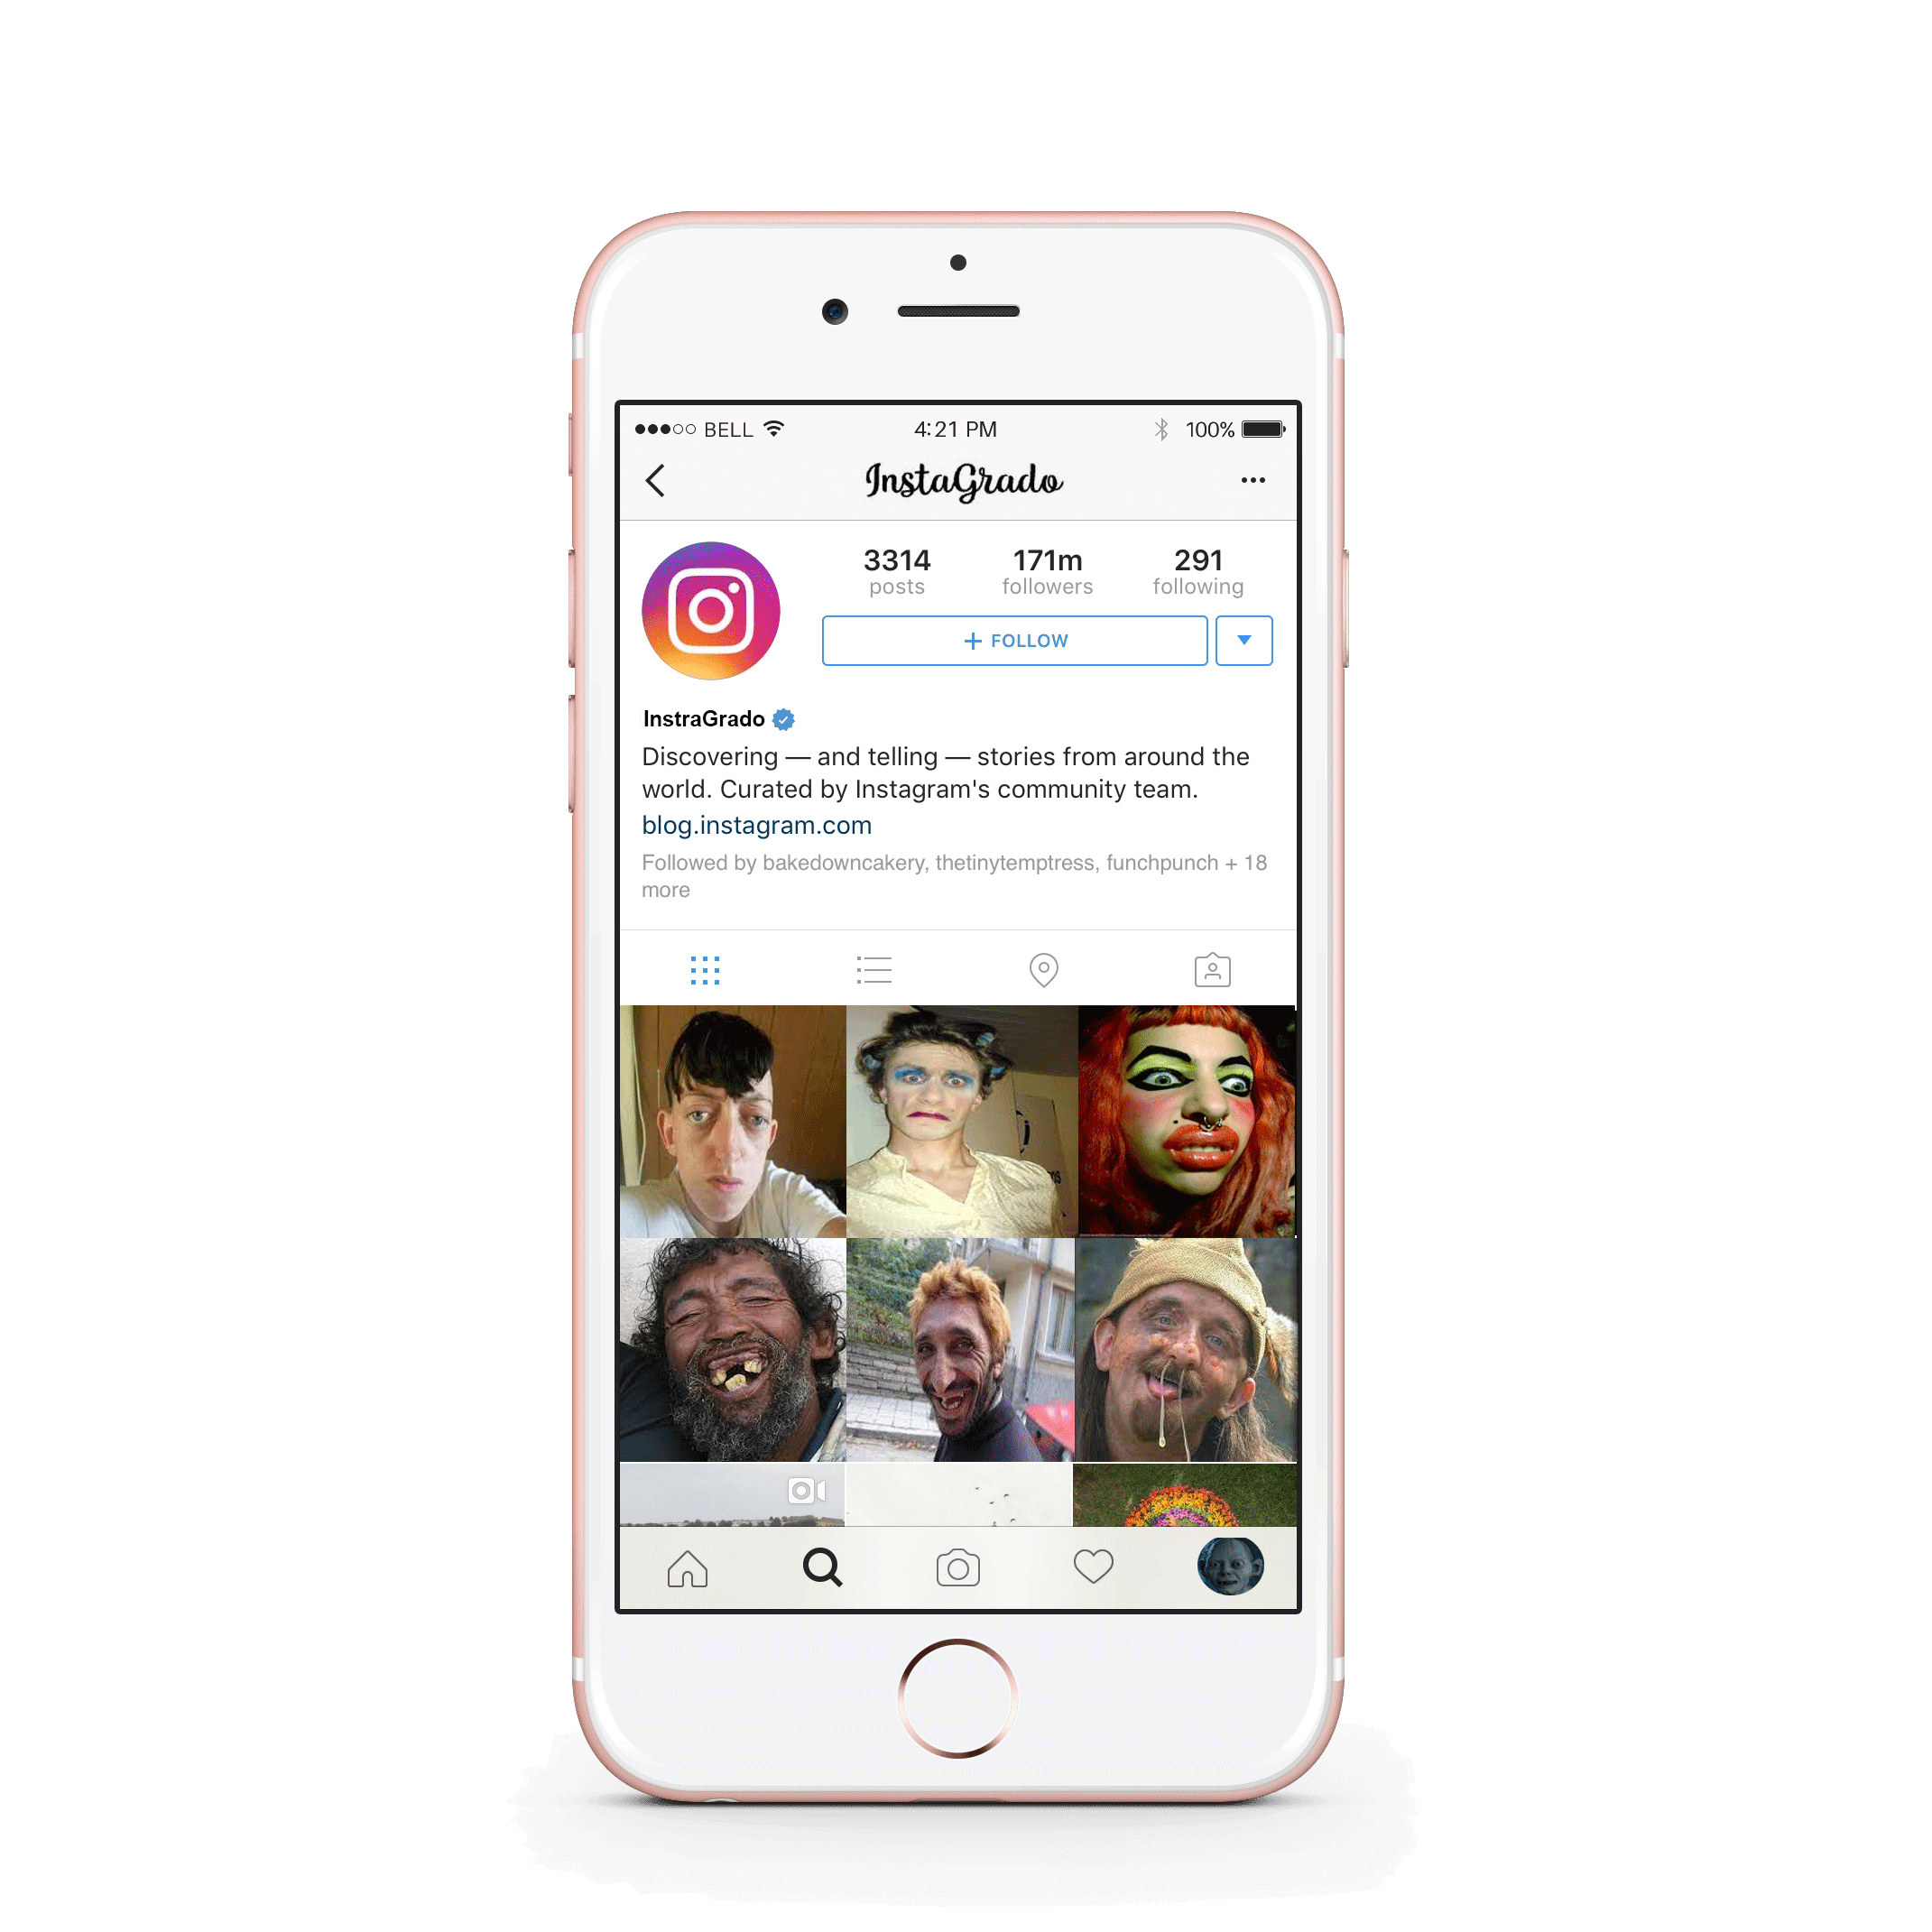 BELL 4:21 PM 100%
InstaGrado
3314 171m 291
posts followers following
+ FOLLOW
InstraGrado
Discovering — and telling — stories from around the
world. Curated by Instagram's community team.
blog.instagram.com
Followed by bakedowncakery, thetinytemptress, funchpunch + 18
more